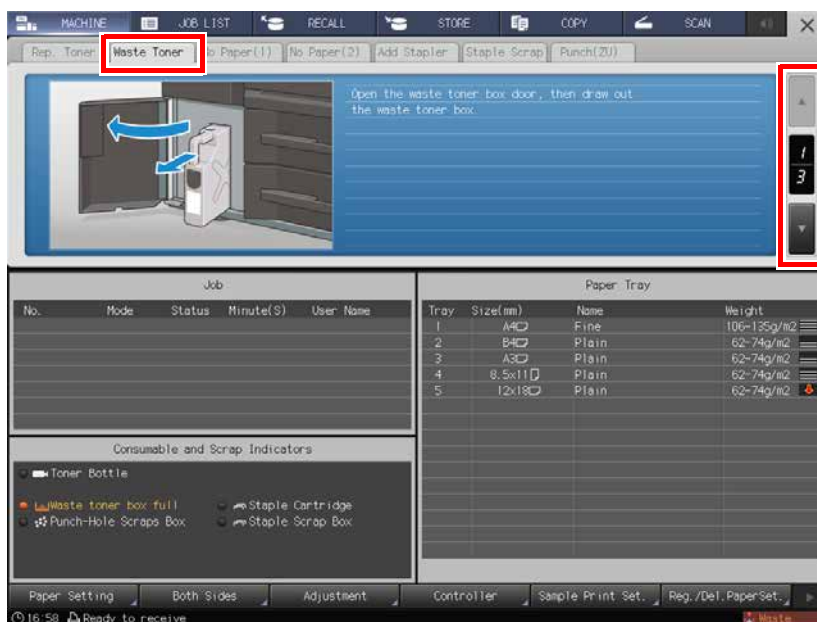 MACHINE JOB LIST RECALL STORE COPY SCAN
Rep. Toner Waste Toner Paper(1) No Paper(2) Add Stapler Staple Scrap Punch(ZU)
Open the waste toner box door, then draw out
the waste toner box.
1
3
Job
No. Mode Status Minute(S) User Name
Paper Tray
Tray Size(mm) Name Weight
1 A4 Fine 106-135g/m2
2 B4 Plain 62-74g/m2
3 A3 Plain 62-74g/m2
4 8.5x11 Plain 62-74g/m2
5 12x18 Plain 62-74g/m2
Consumable and Scrap Indicators
Toner Bottle
Waste toner box full Staple Cartridge
Punch-Hole Scraps Box Staple Scrap Box
Paper Setting Both Sides Adjustment Controller Sample Print Set. Reg./Del.PaperSet.
16:58 Ready to receive Waste